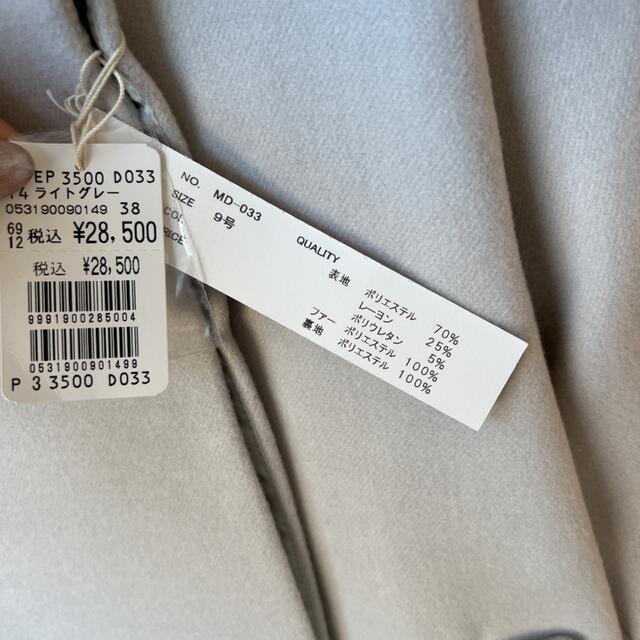 EP 3500 D033
14 ライトグレー
053190090149 38
69
12 税込 ¥28,500
税込 ¥28,500
9991900285004
0531900901499
P 3 3500 D033
NO. MD-033
SIZE 9号
QUALITY
表地 ポリエステル 70%
レーヨン 25%
ポリウレタン 5%
ファー ポリエステル 100%
裏地 ポリエステル 100%